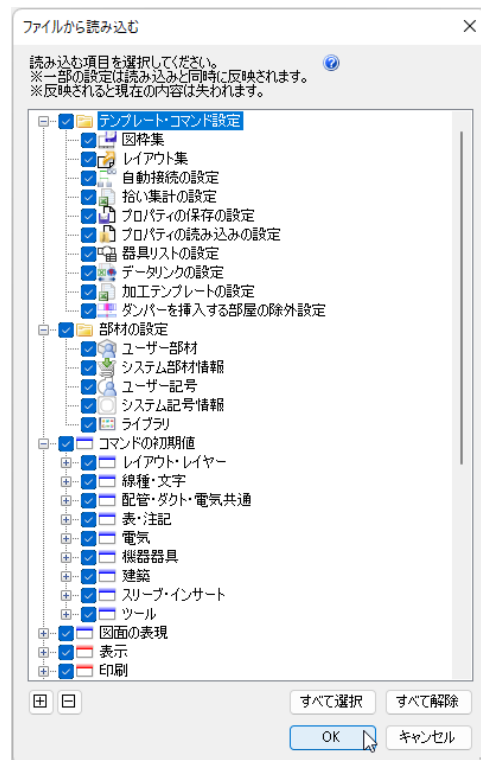 ファイルから読み込む
読み込む項目を選択してください。
※一部の設定は読み込みと同時に反映されます。
※反映されると現在の内容は失われます。
テンプレート・コマンド設定
図枠集
レイアウト集
自動接続の設定
拾い集計の設定
プロパティの保存の設定
プロパティの読み込みの設定
器具リストの設定
データリンクの設定
加工テンプレートの設定
ダンパーを挿入する部屋の除外設定
部材の設定
ユーザー部材
システム部材情報
ユーザー記号
システム記号情報
ライブラリ
コマンドの初期値
レイアウト・レイヤー
線種・文字
配管・ダクト・電気共通
表・注記
電気
機器器具
建築
スリーブ・インサート
ツール
図面の表現
表示
印刷
すべて選択 すべて解除
OK キャンセル